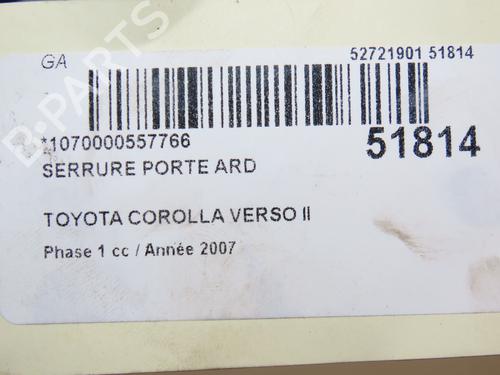 GA
52721901 51814
*1070000557766
51814
SERRURE PORTE ARD
TOYOTA COROLLA VERSO II
Phase 1 cc / Année 2007
B-PARTS